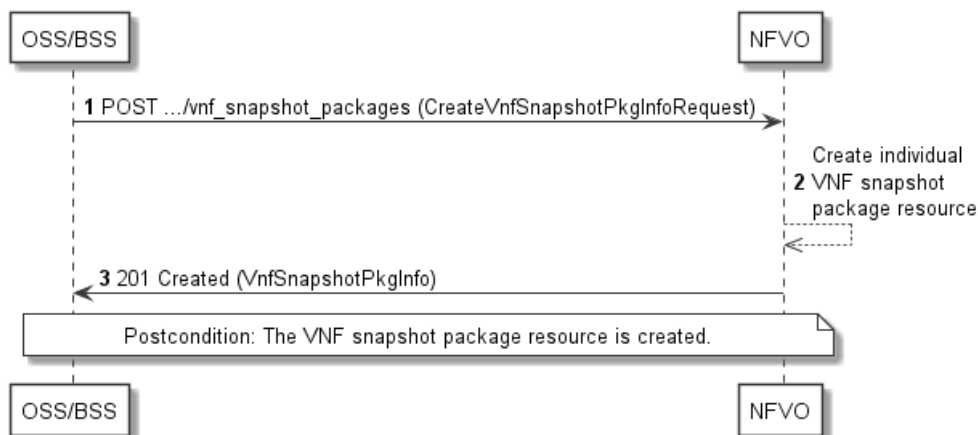 OSS/BSS
NFVO
1 POST .../vnf_snapshot_packages (CreateVnfSnapshotPkgInfoRequest)
Create individual
2 VNF snapshot
package resource
3 201 Created (VnfSnapshotPkgInfo)
Postcondition: The VNF snapshot package resource is created.
OSS/BSS
NFVO